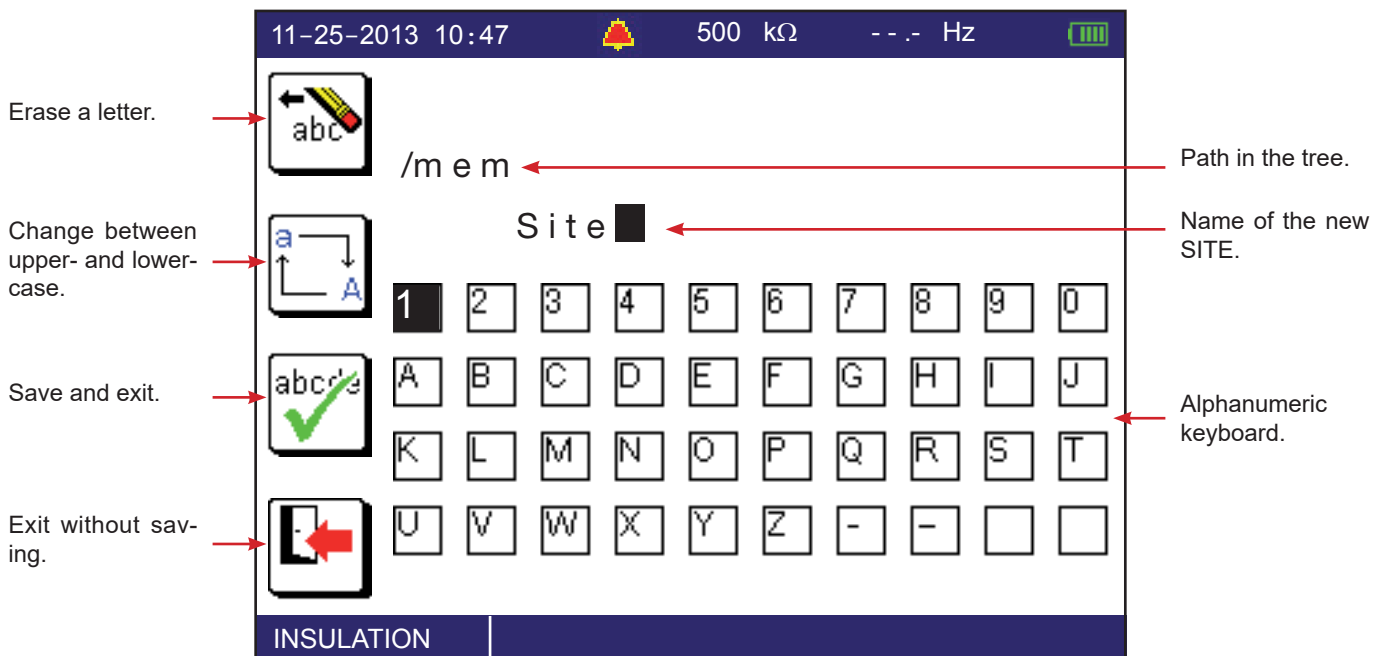 11-25-2013 10:47 500 kΩ - - .- Hz
Erase a letter.
abc
/mem
Path in the tree.
Change between
upper- and lower-
case.
a
A
Site
Name of the new
SITE.
1 2 3 4 5 6 7 8 9 0
Save and exit.
abcde
A B C D E F G H I J
Alphanumeric
keyboard.
K L M N O P Q R S T
Exit without sav-
ing.
U V W X Y Z - –
INSULATION